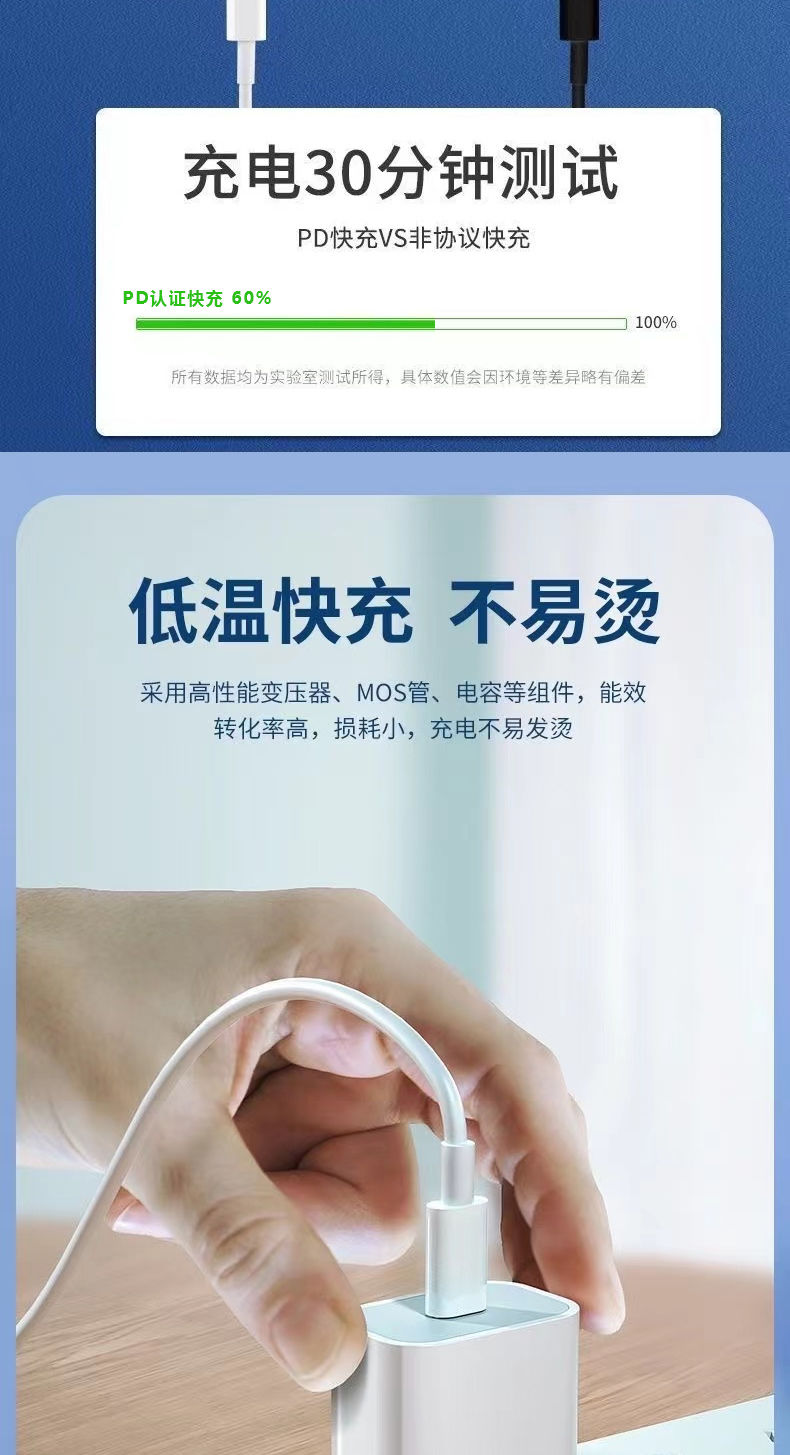 充电30分钟测试
PD快充VS非协议快充
PD认证快充 60%
100%
所有数据均为实验室测试所得，具体数值会因环境等差异略有偏差
低温快充 不易烫
采用高性能变压器、MOS管、电容等组件，能效
转化率高，损耗小，充电不易发烫